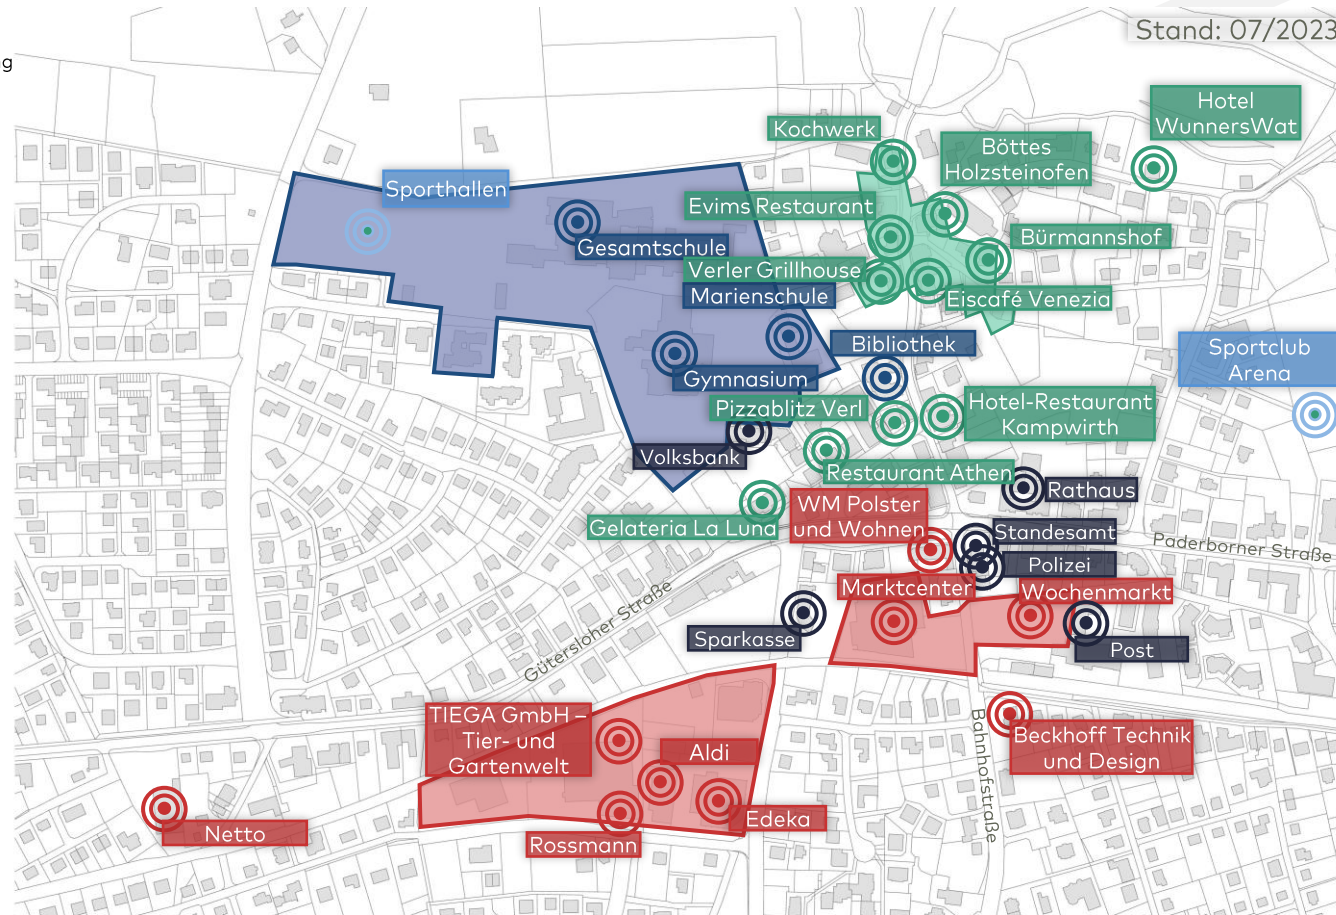 Stand: 07/2023
g
Hotel
WunnersWat
Kochwerk
Böttes
Holzsteinofen
Sporthallen
Evims Restaurant
Gesamtschule
Bürmannshof
Verler Grillhouse
Marienschule
Eiscafé Venezia
Bibliothek
Sportclub
Arena
Gymnasium
Pizzablitz Verl
Hotel-Restaurant
Kampwirth
Volksbank
Restaurant Athen
Rathaus
WM Polster
und Wohnen
Gelateria La Luna
Standesamt
Paderborner Straße
Polizei
Marktcenter
Wochenmarkt
Gütersloher Straße
Sparkasse
Post
TIEGA GmbH –
Tier- und
Gartenwelt
Aldi
Bahnhofstraße
Beckhoff Technik
und Design
Netto
Edeka
Rossmann